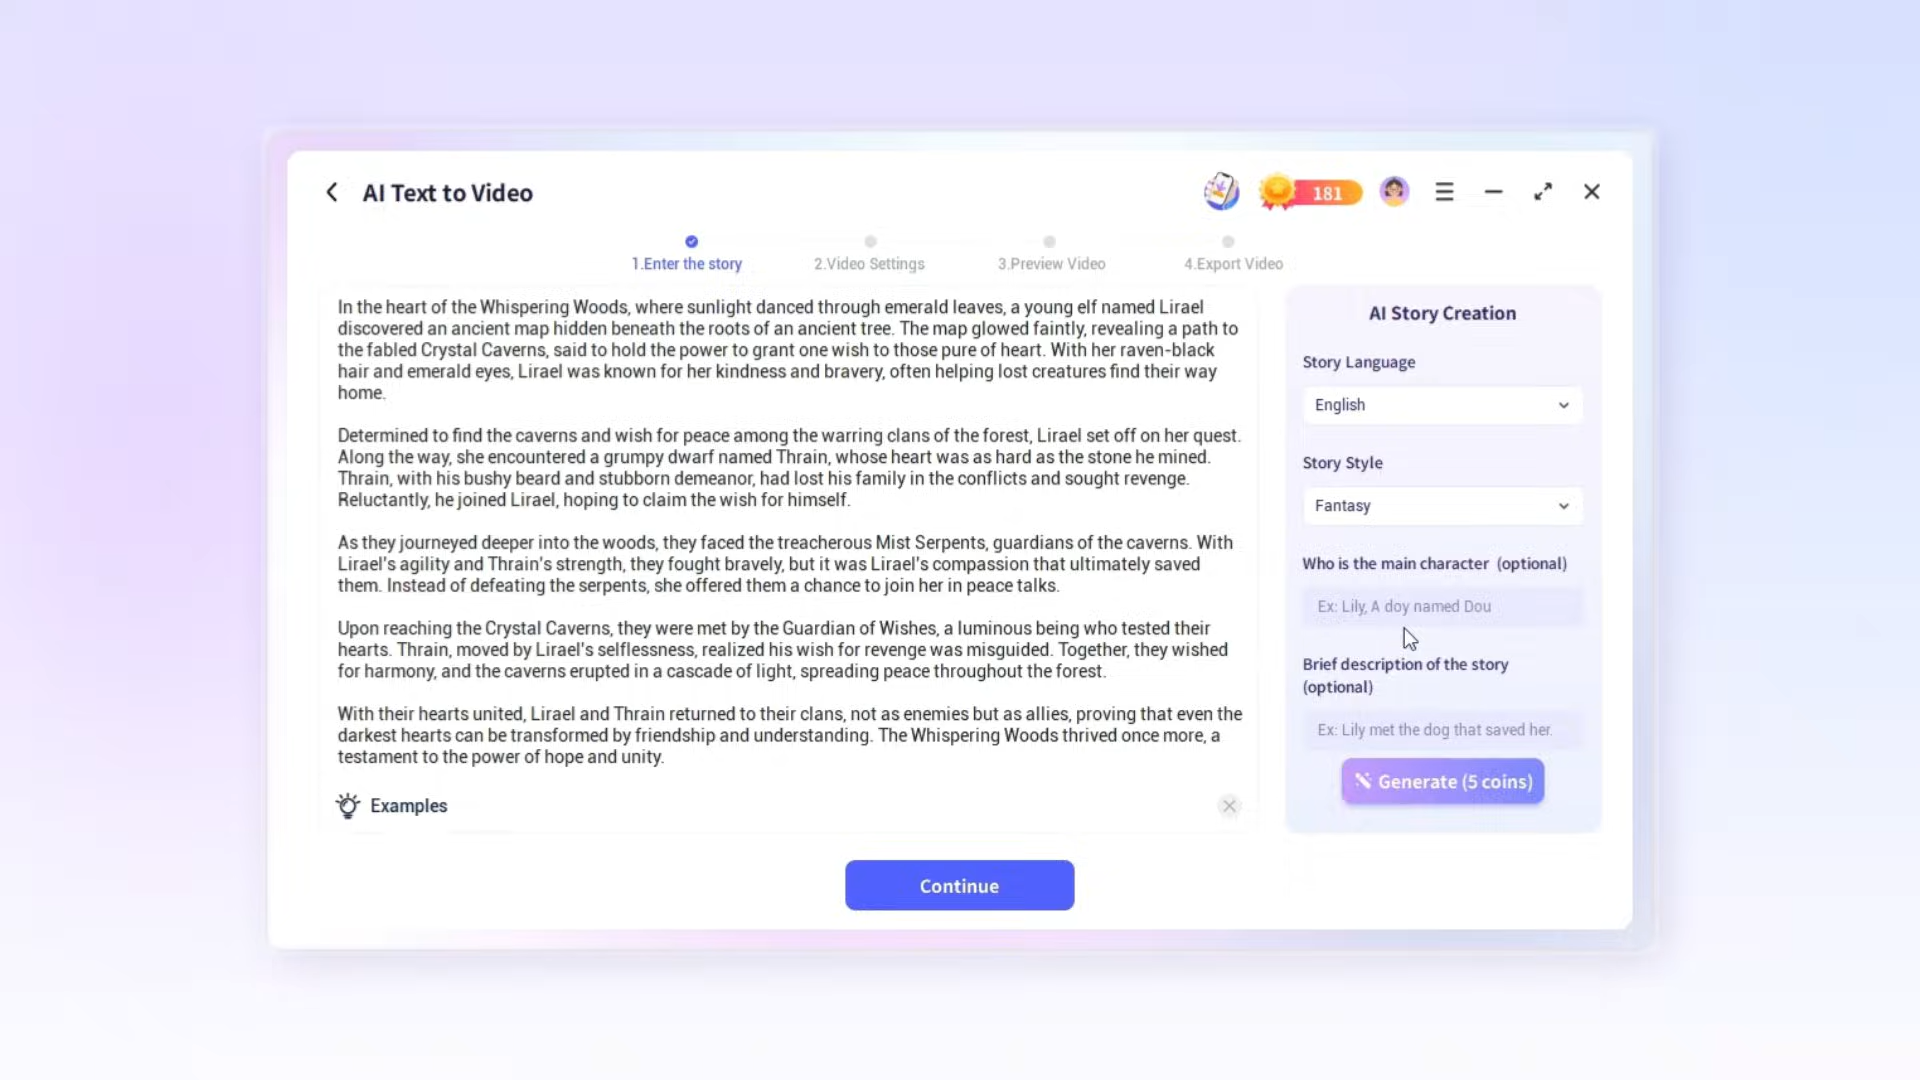 AI Text to Video
181
1.Enter the story
2.Video Settings
3.Preview Video
4.Export Video
In the heart of the Whispering Woods, where sunlight danced through emerald leaves, a young elf named Lirael
discovered an ancient map hidden beneath the roots of an ancient tree. The map glowed faintly, revealing a path to
the fabled Crystal Caverns, said to hold the power to grant one wish to those pure of heart. With her raven-black
hair and emerald eyes, Lirael was known for her kindness and bravery, often helping lost creatures find their way
home.
Determined to find the caverns and wish for peace among the warring clans of the forest, Lirael set off on her quest.
Along the way, she encountered a grumpy dwarf named Thrain, whose heart was as hard as the stone he mined.
Thrain, with his bushy beard and stubborn demeanor, had lost his family in the conflicts and sought revenge.
Reluctantly, he joined Lirael, hoping to claim the wish for himself.
As they journeyed deeper into the woods, they faced the treacherous Mist Serpents, guardians of the caverns. With
Lirael's agility and Thrain's strength, they fought bravely, but it was Lirael's compassion that ultimately saved
them. Instead of defeating the serpents, she offered them a chance to join her in peace talks.
Upon reaching the Crystal Caverns, they were met by the Guardian of Wishes, a luminous being who tested their
hearts. Thrain, moved by Lirael's selflessness, realized his wish for revenge was misguided. Together, they wished
for harmony, and the caverns erupted in a cascade of light, spreading peace throughout the forest.
With their hearts united, Lirael and Thrain returned to their clans, not as enemies but as allies, proving that even the
darkest hearts can be transformed by friendship and understanding. The Whispering Woods thrived once more, a
testament to the power of hope and unity.
Examples
AI Story Creation
Story Language
English
Story Style
Fantasy
Who is the main character (optional)
Ex: Lily, A doy named Dou
Brief description of the story
(optional)
Ex: Lily met the dog that saved her.
Generate (5 coins)
Continue